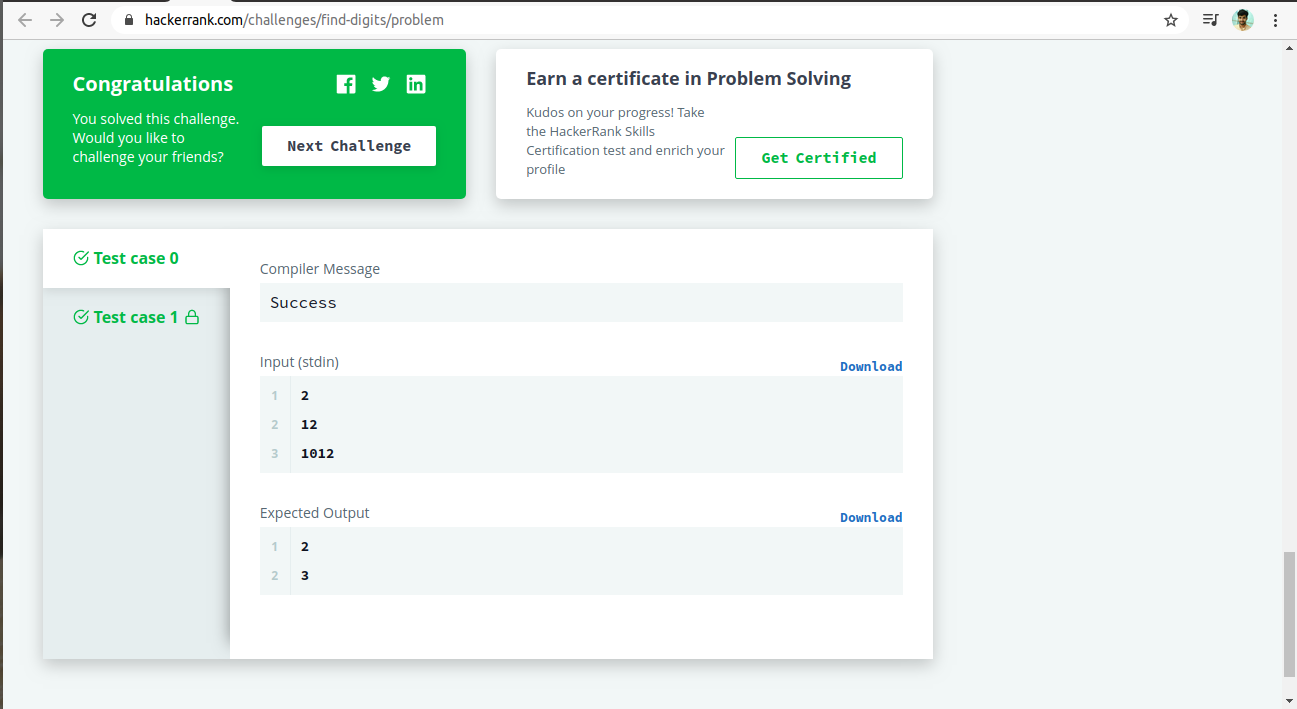 hackerrank.com/challenges/find-digits/problem
Congratulations
You solved this challenge.
Would you like to
challenge your friends?
Next Challenge
Earn a certificate in Problem Solving
Kudos on your progress! Take
the HackerRank Skills
Certification test and enrich your
profile
Get Certified
Test case 0
Test case 1
Compiler Message
Success
Input (stdin)
Download
1 2
2 12
3 1012
Expected Output
Download
1 2
2 3